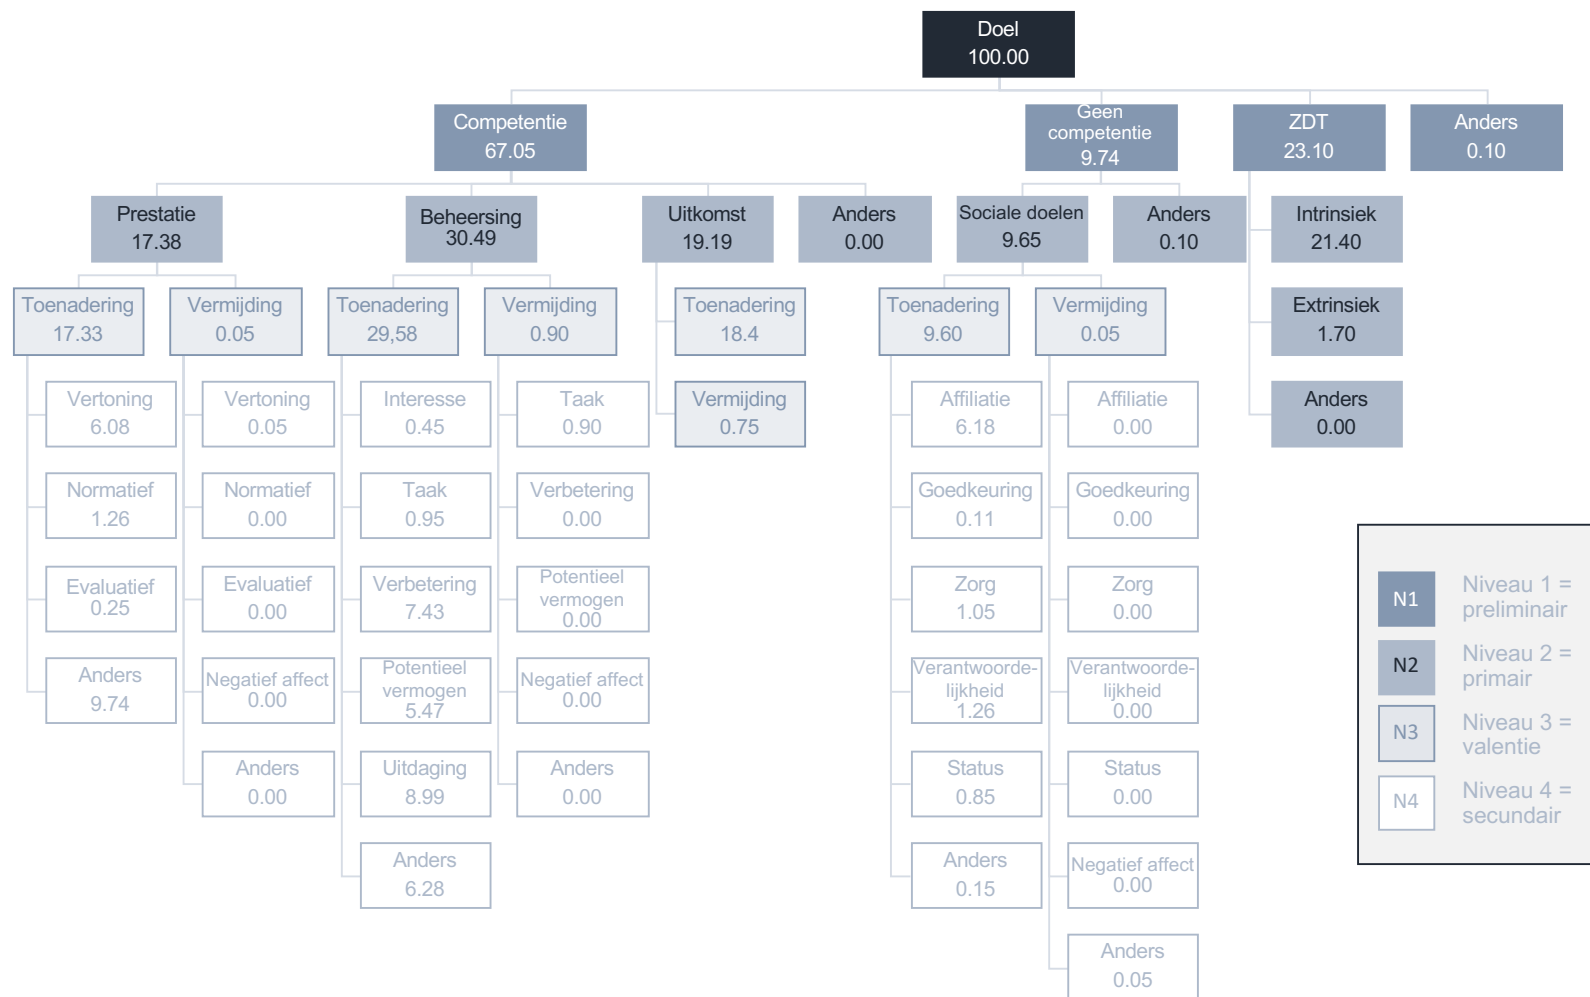 Doel
100.00
Competentie
67.05
Geen
competentie
9.74
ZDT
23.10
Anders
0.10
Prestatie
17.38
Beheersing
30.49
Uitkomst
19.19
Anders
0.00
Sociale doelen
9.65
Anders
0.10
Intrinsiek
21.40
Toenadering
17.33
Vermijding
0.05
Toenadering
29,58
Vermijding
0.90
Toenadering
18.4
Toenadering
9.60
Vermijding
0.05
Extrinsiek
1.70
Vertoning
6.08
Vertoning
0.05
Interesse
0.45
Taak
0.90
Vermijding
0.75
Affiliatie
6.18
Affiliatie
0.00
Anders
0.00
Normatief
1.26
Normatief
0.00
Taak
0.95
Verbetering
0.00
Goedkeuring
0.11
Goedkeuring
0.00
Evaluatief
0.25
Evaluatief
0.00
Verbetering
7.43
Potentieel
vermogen
0.00
Zorg
1.05
Zorg
0.00
Anders
9.74
Negatief affect
0.00
Potentieel
vermogen
5.47
Negatief affect
0.00
Verantwoorde-
lijkheid
1.26
Verantwoorde-
lijkheid
0.00
Anders
0.00
Uitdaging
8.99
Anders
0.00
Status
0.85
Status
0.00
Anders
6.28
Anders
0.15
Negatief affect
0.00
Anders
0.05
N1
Niveau 1 =
preliminair
N2
Niveau 2 =
primair
N3
Niveau 3 =
valentie
N4
Niveau 4 =
secundair